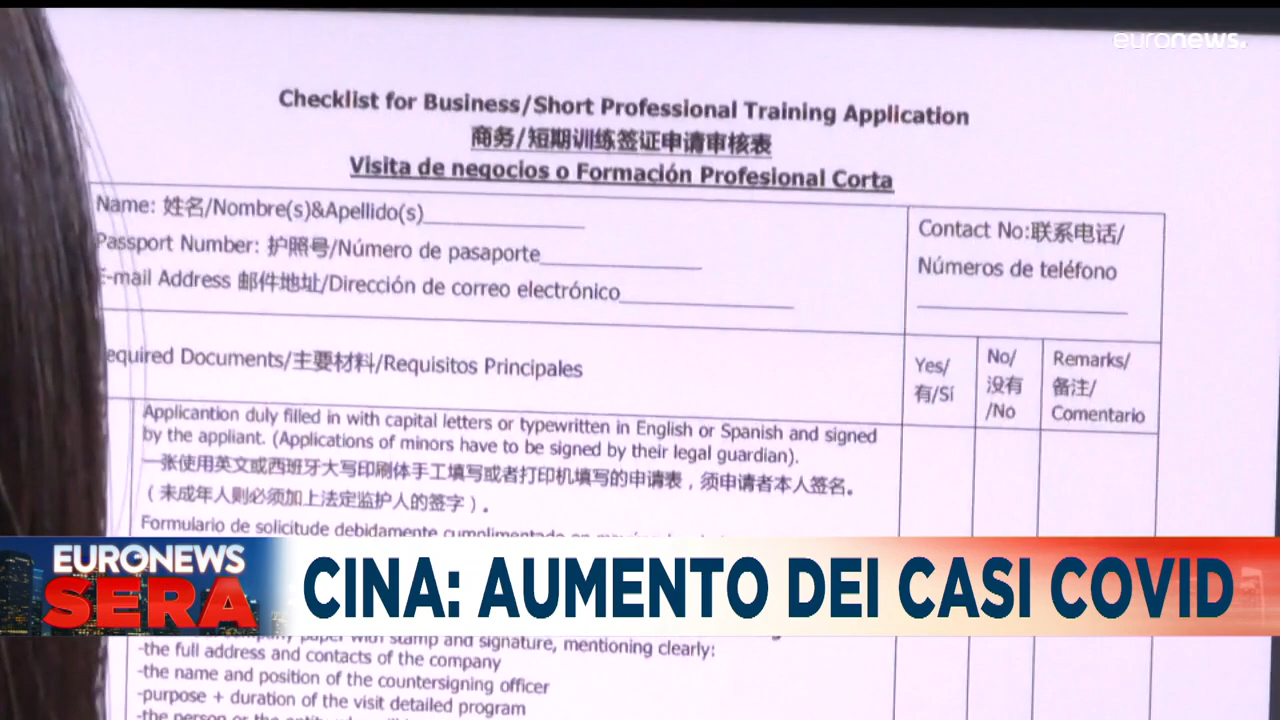 euronews.
Checklist for Business/Short Professional Training Application
商务/短期训练签证申请审核表
Visita de negocios o Formación Profesional Corta
Name: 姓名/Nombre(s)&Apellido(s)
Passport Number: 护照号/Número de pasaporte
E-mail Address 邮件地址/Dirección de correo electrónico
Contact No:联系电话/
Números de teléfono
equired Documents/主要材料/Requisitos Principales
Yes/
有/Sí
No/
没有
/No
Remarks/
备注/
Comentario
Applicantion duly filled in with capital letters or typewritten in English or Spanish and signed
by the appliant. (Applications of minors have to be signed by their legal guardian).
一张使用英文或西班牙大写印刷体手工填写或者打印机填写的申请表，须申请者本人签名。
（未成年人则必须加上法定监护人的签字）。
Formulario de solicitude debidamente cumplimentado
EURONEWS
SERA
CINA: AUMENTO DEI CASI COVID
paper with stamp and signature, mentioning clearly:
-the full address and contacts of the company
-the name and position of the countersigning officer
-purpose + duration of the visit detailed program
-the person or the